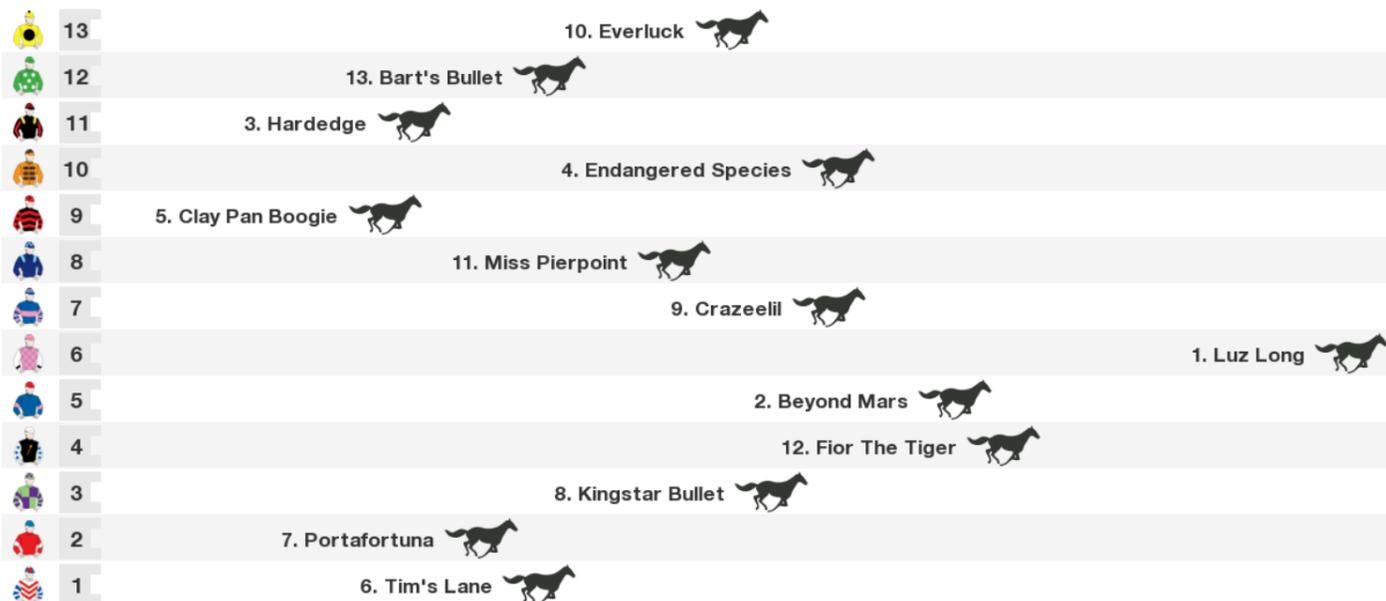 13 10. Everluck
12 13. Bart's Bullet
11 3. Hardedge
10 4. Endangered Species
9 5. Clay Pan Boogie
8 11. Miss Pierpoint
7 9. Crazeelil
6 1. Luz Long
5 2. Beyond Mars
4 12. Fior The Tiger
3 8. Kingstar Bullet
2 7. Portafortuna
1 6. Tim's Lane